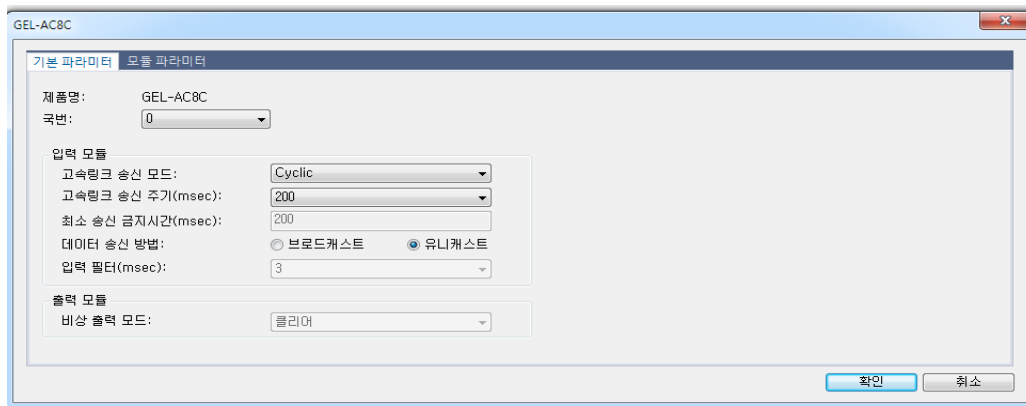 GEL-AC8C
기본 파라미터 모듈 파라미터
제품명: GEL-AC8C
국번: 0
입력 모듈
고속링크 송신 모드: Cyclic
고속링크 송신 주기(msec): 200
최소 송신 금지시간(msec): 200
데이터 송신 방법: 브로드캐스트 유니캐스트
입력 필터(msec): 3
출력 모듈
비상 출력 모드: 클리어
확인 취소